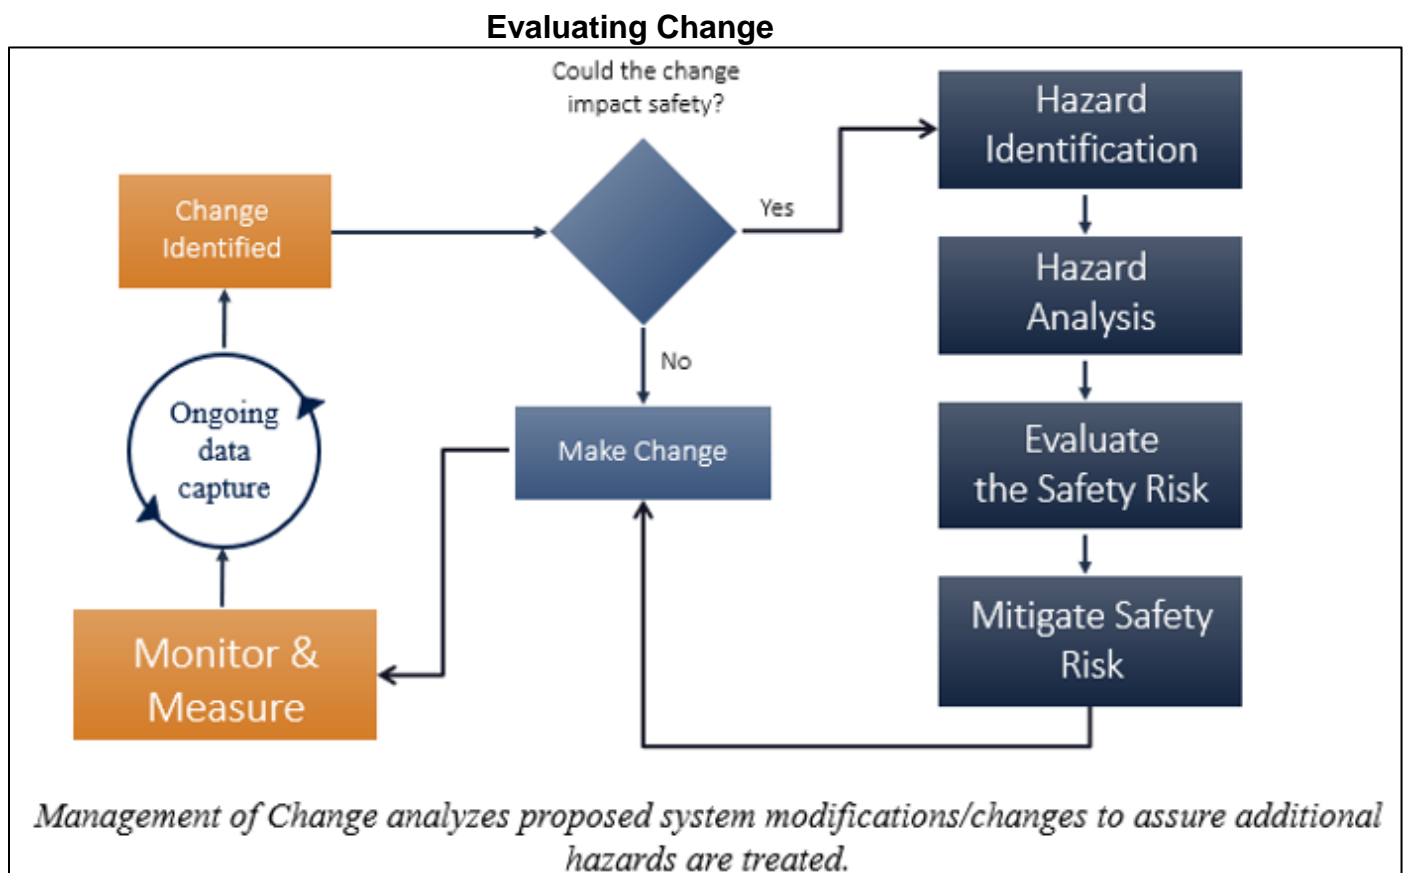 Evaluating Change
Could the change
impact safety?
Hazard
Identification
Change
Identified
Yes
Hazard
Analysis
No
Ongoing
data
capture
Make Change
Evaluate
the Safety Risk
Mitigate Safety
Risk
Monitor &
Measure
Management of Change analyzes proposed system modifications/changes to assure additional
hazards are treated.